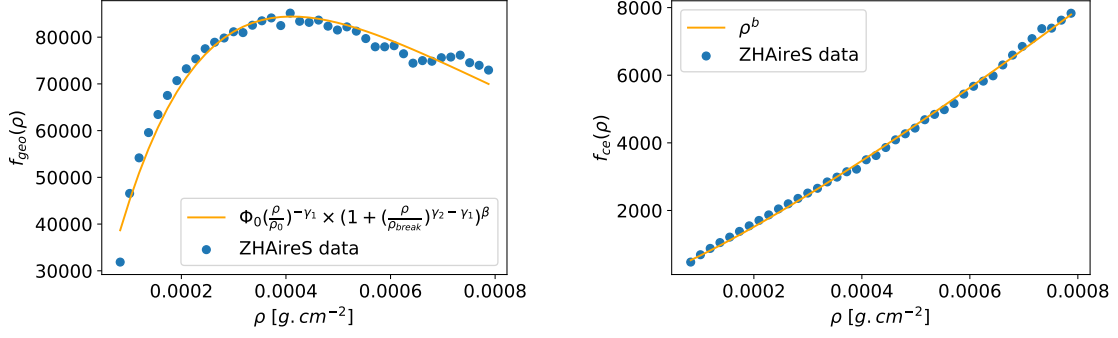 80000
70000
60000
50000
40000
30000
f_geo(ρ)
Φ₀(ρ/ρ₀)^−γ₁ × (1 + (ρ/ρ_break)^γ₂ − γ₁)^β
ZHAireS data
0.0002
0.0004
0.0006
0.0008
ρ [g.cm⁻²]
8000
6000
4000
2000
f_ce(ρ)
ρ^b
ZHAireS data
0.0002
0.0004
0.0006
0.0008
ρ [g.cm⁻²]